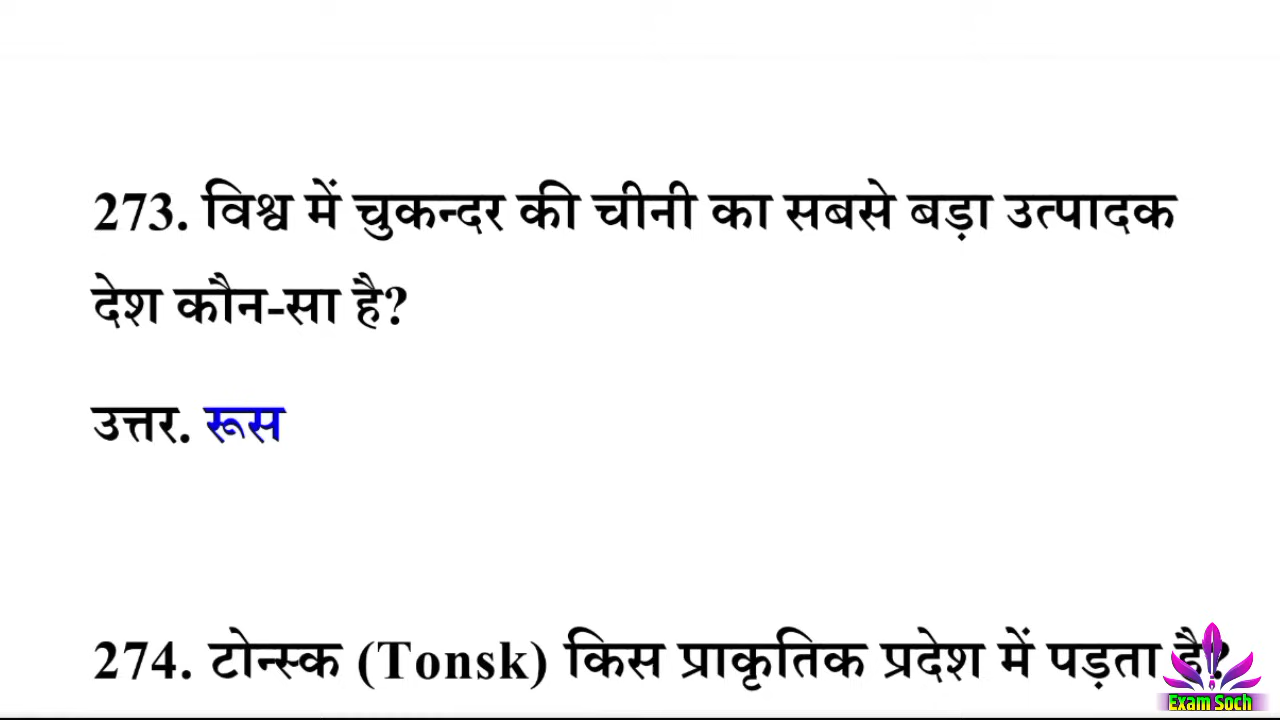 273. विश्व में चुकन्दर की चीनी का सबसे बड़ा उत्पादक
देश कौन-सा है?
उत्तर. रूस
274. टोन्स्क (Tonsk) किस प्राकृतिक प्रदेश में पड़ता है?
Exam Soch